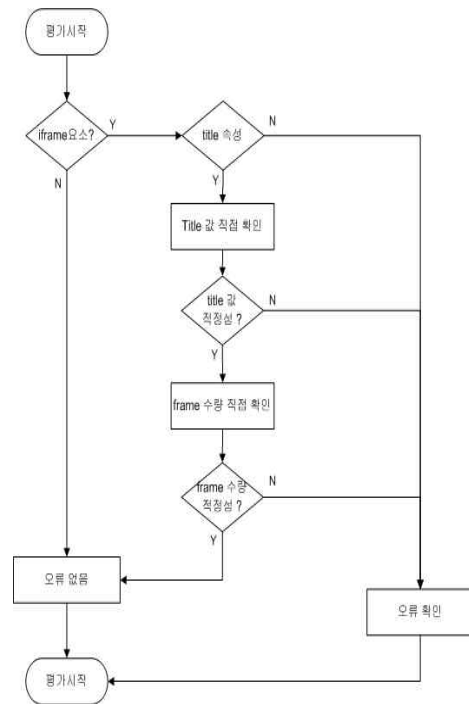 평가시작
iframe요소?
Y
title 속성
N
N
Y
Title 값 직접 확인
title 값
적정성 ?
N
Y
frame 수량 직접 확인
frame 수량
적정성 ?
N
Y
오류 없음
오류 확인
평가시작